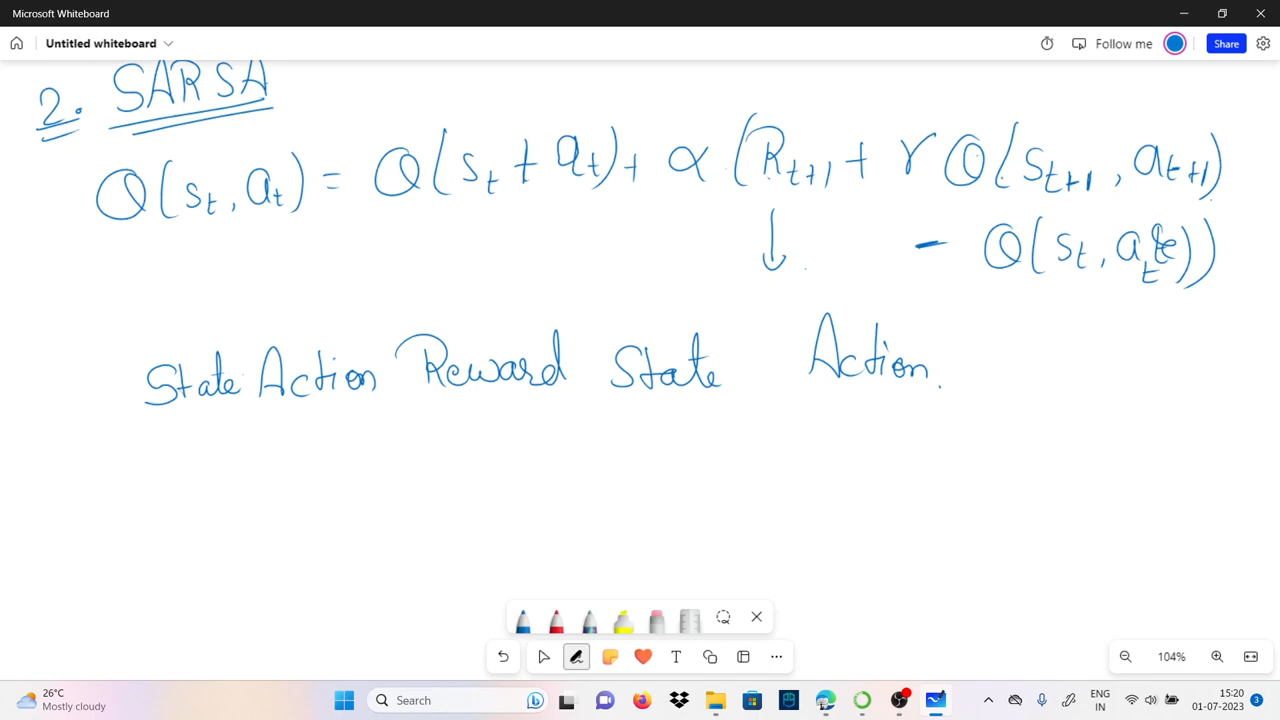 Microsoft Whiteboard
Untitled whiteboard
Follow me
Share
2. SARSA
Q(st, at) = Q(st + at) + α (Rt+1 + γ Q(st+1, at+1)
- Q(st, at))
State Action Reward State Action.
104%
26°C
Mostly cloudy
Search
ENG
IN
15:20
01-07-2023
3